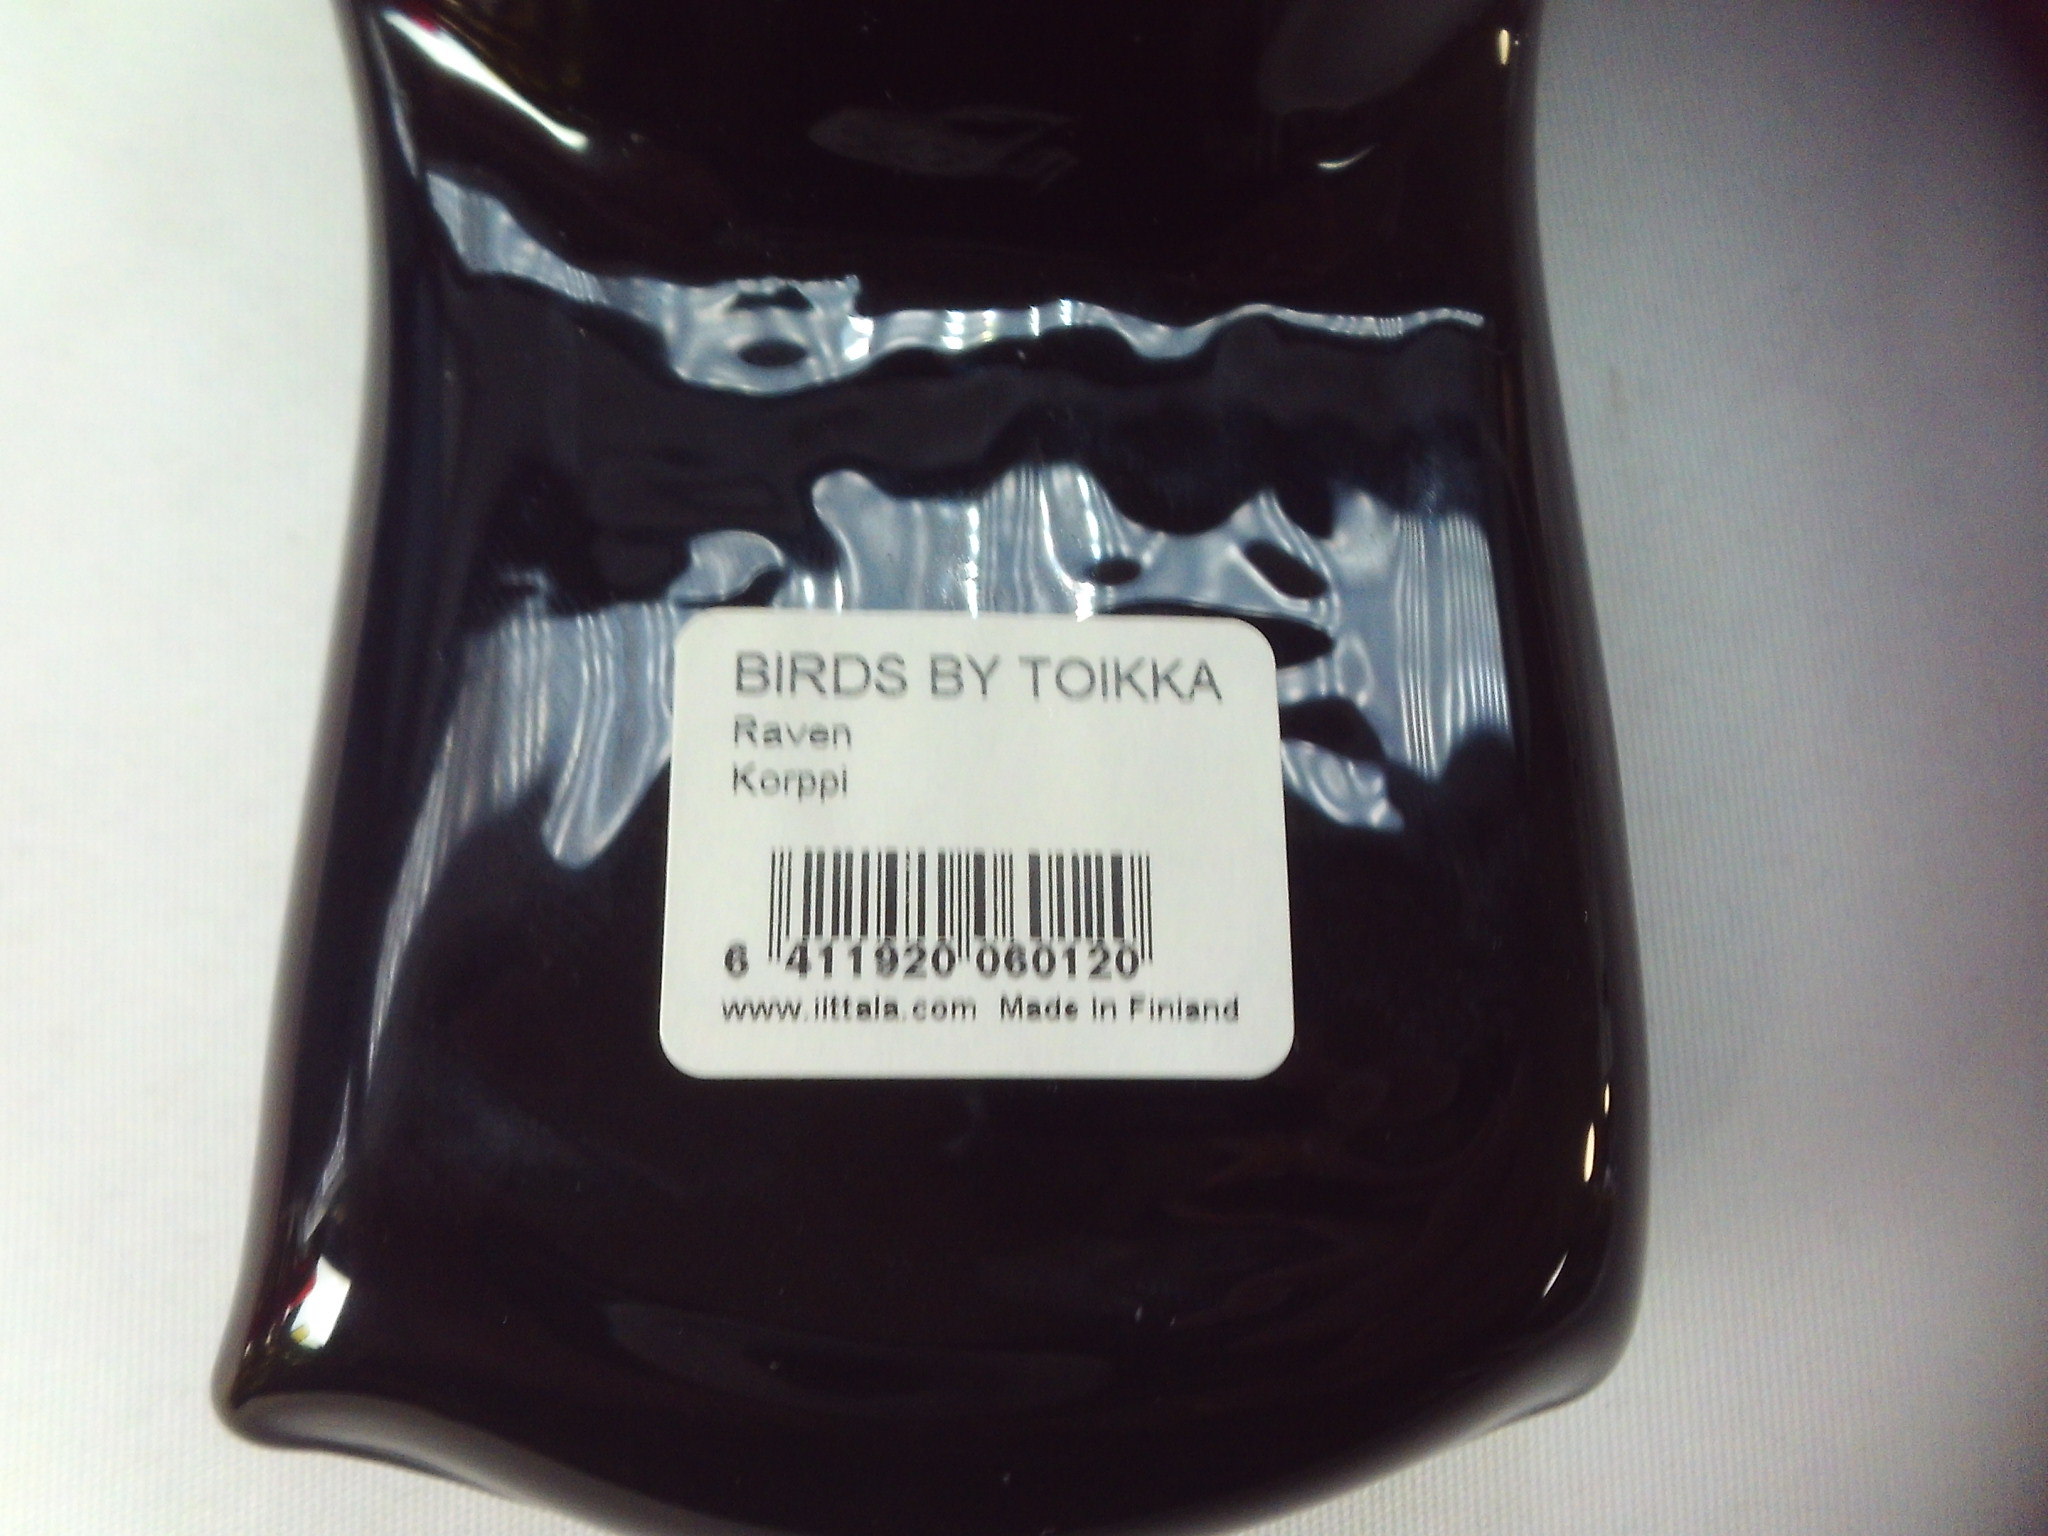 BIRDS BY TOIKKA
Raven
Korppi
6 411920 060120
www.iittala.com Made in Finland